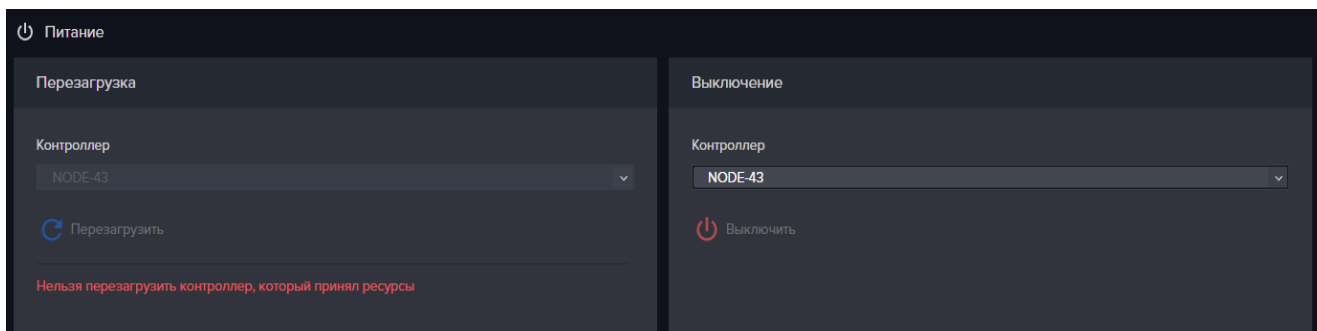 Питание
Перезагрузка
Контроллер
NODE-43
Перезагрузить
Нельзя перезагрузить контроллер, который принял ресурсы
Выключение
Контроллер
NODE-43
Выключить